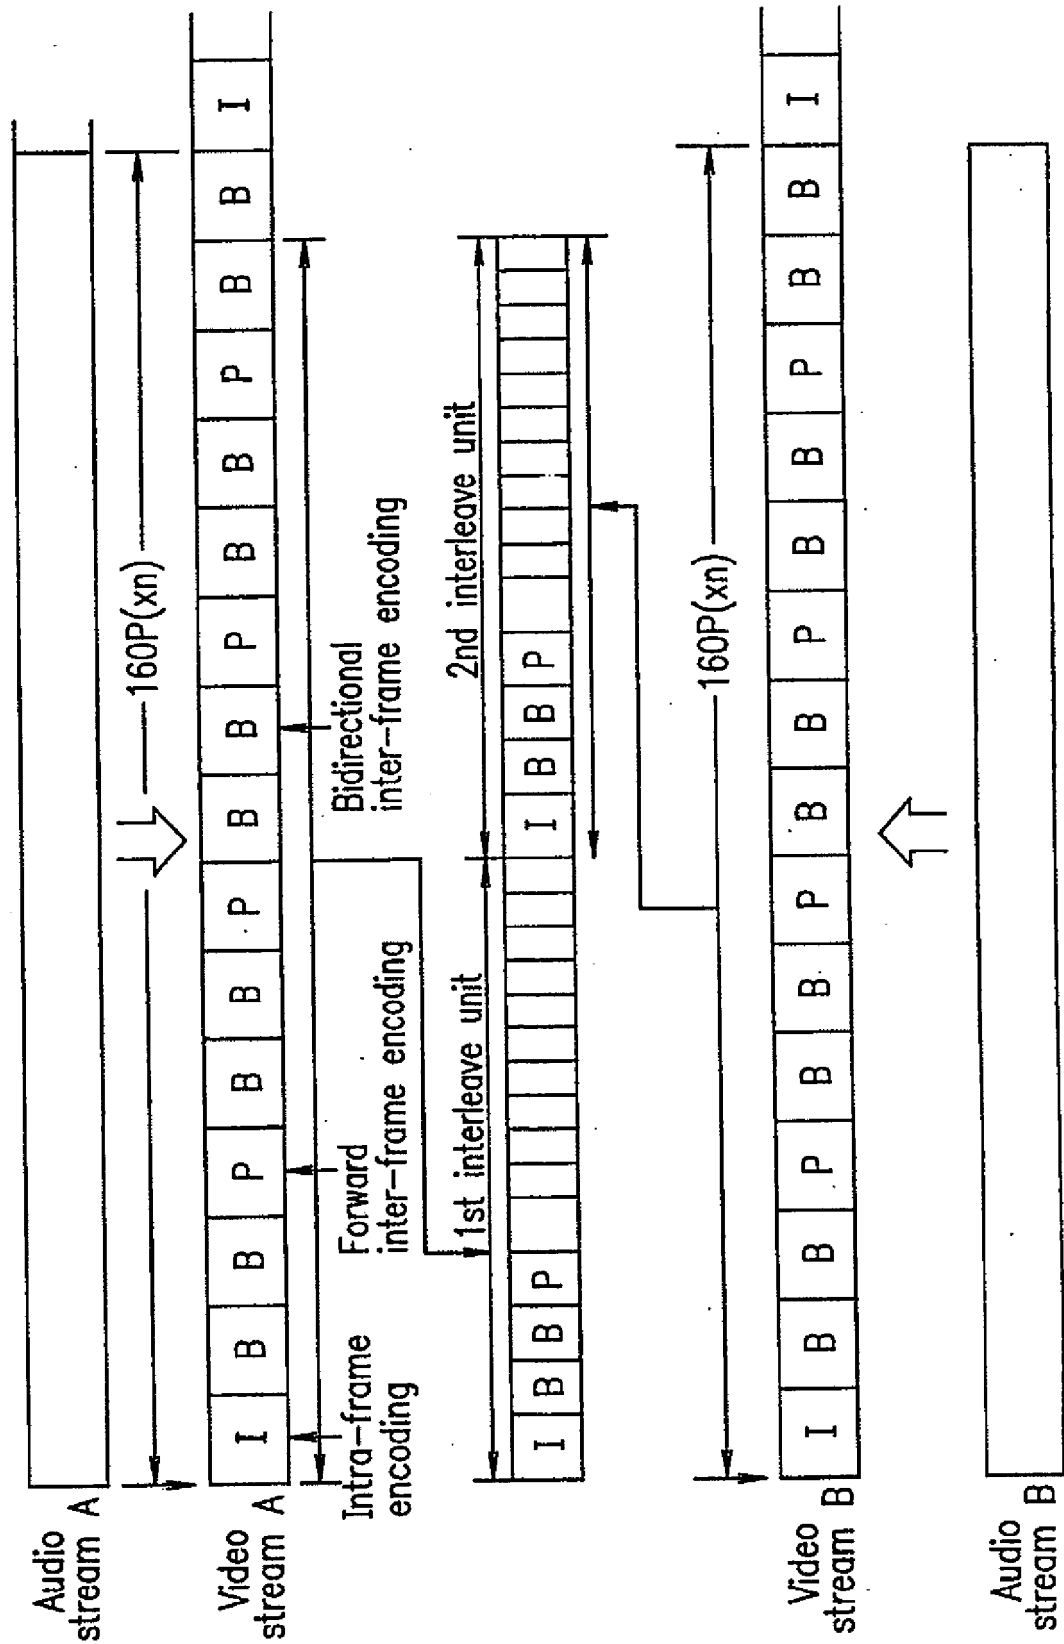 Audio
stream A
160P(xn)
Video
stream A
I B B P B B P B B P B B P B B I
Intra-frame
encoding
Forward
inter-frame encoding
Bidirectional
inter-frame encoding
1st interleave unit
2nd interleave unit
I B B P I B B P
160P(xn)
Video
stream B
I B B P B B P B B P B B P B B I
Audio
stream B